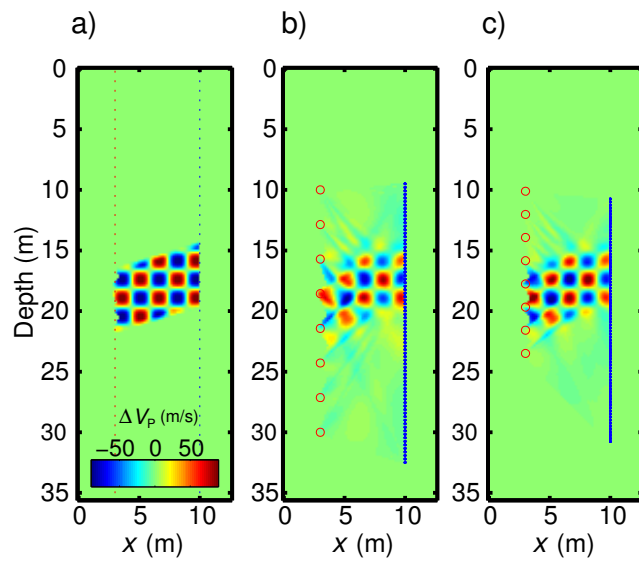 a) b) c)
0 0 0
5 5 5
10 10 10
15 15 15
20 20 20
25 25 25
30 30 30
35 35 35
Depth (m)
Δ V_P (m/s)
−50 0 50
0 5 10 0 5 10 0 5 10
x (m) x (m) x (m)